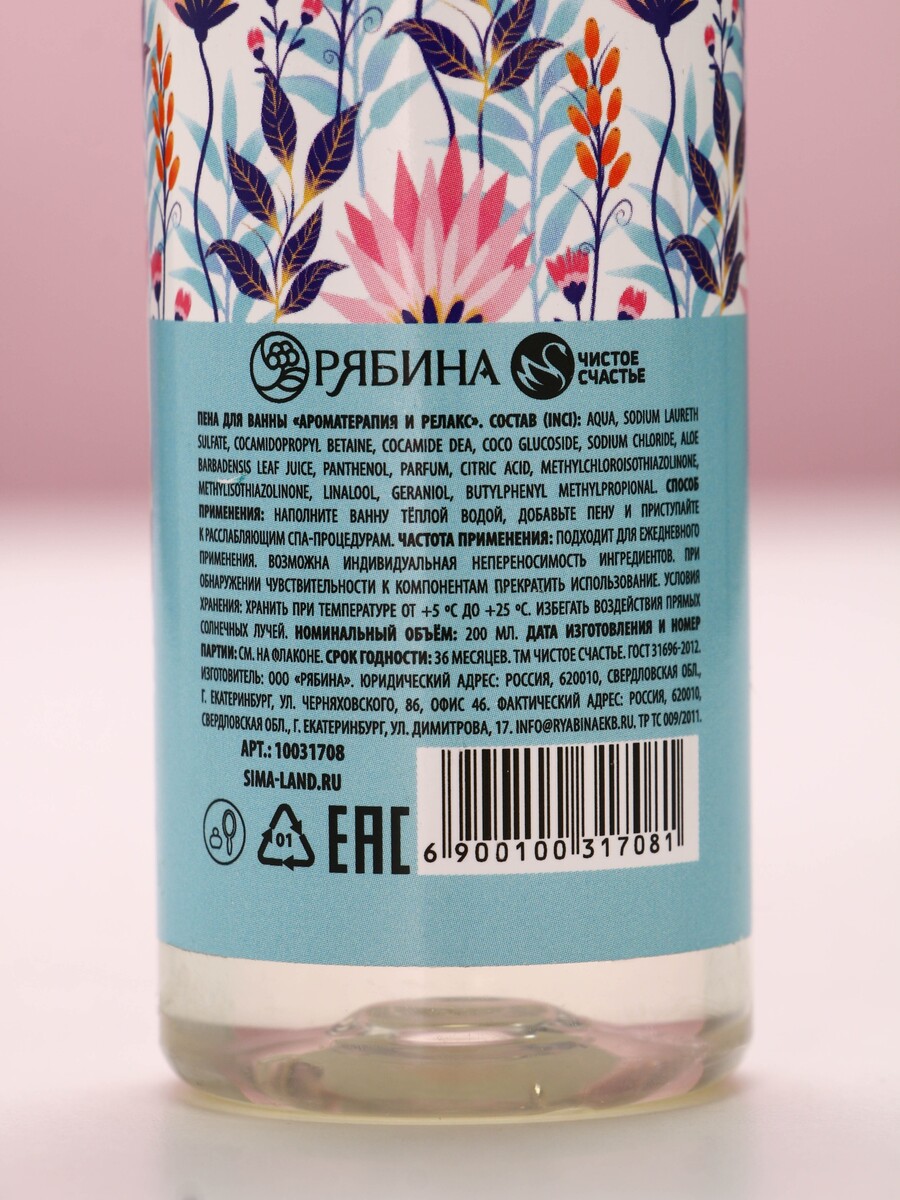 РЯБИНА
ЧИСТОЕ
СЧАСТЬЕ
ПЕНА ДЛЯ ВАННЫ «АРОМАТЕРАПИЯ И РЕЛАКС». СОСТАВ (INCI): AQUA, SODIUM LAURETH
SULFATE, COCAMIDOPROPYL BETAINE, COCAMIDE DEA, COCO GLUCOSIDE, SODIUM CHLORIDE, ALOE
BARBADENSIS LEAF JUICE, PANTHENOL, PARFUM, CITRIC ACID, METHYLCHLOROISOTHIAZOLINONE,
METHYLISOTHIAZOLINONE, LINALOOL, GERANIOL, BUTYLPHENYL METHYLPROPIONAL. СПОСОБ
ПРИМЕНЕНИЯ: НАПОЛНИТЕ ВАННУ ТЁПЛОЙ ВОДОЙ, ДОБАВЬТЕ ПЕНУ И ПРИСТУПАЙТЕ
К РАССЛАБЛЯЮЩИМ СПА-ПРОЦЕДУРАМ. ЧАСТОТА ПРИМЕНЕНИЯ: ПОДХОДИТ ДЛЯ ЕЖЕДНЕВНОГО
ПРИМЕНЕНИЯ. ВОЗМОЖНА ИНДИВИДУАЛЬНАЯ НЕПЕРЕНОСИМОСТЬ ИНГРЕДИЕНТОВ. ПРИ
ОБНАРУЖЕНИИ ЧУВСТВИТЕЛЬНОСТИ К КОМПОНЕНТАМ ПРЕКРАТИТЬ ИСПОЛЬЗОВАНИЕ. УСЛОВИЯ
ХРАНЕНИЯ: ХРАНИТЬ ПРИ ТЕМПЕРАТУРЕ ОТ +5 ºС ДО +25 ºС. ИЗБЕГАТЬ ВОЗДЕЙСТВИЯ ПРЯМЫХ
СОЛНЕЧНЫХ ЛУЧЕЙ. НОМИНАЛЬНЫЙ ОБЪЁМ: 200 МЛ. ДАТА ИЗГОТОВЛЕНИЯ И НОМЕР
ПАРТИИ: СМ. НА ФЛАКОНЕ. СРОК ГОДНОСТИ: 36 МЕСЯЦЕВ. ТМ ЧИСТОЕ СЧАСТЬЕ. ГОСТ 31696-2012.
ИЗГОТОВИТЕЛЬ: ООО «РЯБИНА». ЮРИДИЧЕСКИЙ АДРЕС: РОССИЯ, 620010, СВЕРДЛОВСКАЯ ОБЛ.,
Г. ЕКАТЕРИНБУРГ, УЛ. ЧЕРНЯХОВСКОГО, 86, ОФИС 46. ФАКТИЧЕСКИЙ АДРЕС: РОССИЯ, 620010,
СВЕРДЛОВСКАЯ ОБЛ., Г. ЕКАТЕРИНБУРГ, УЛ. ДИМИТРОВА, 17. INFO@RYABINAEKB.RU. ТР ТС 009/2011.
АРТ.: 10031708
SIMA-LAND.RU
01
EAC
6 900100 317081